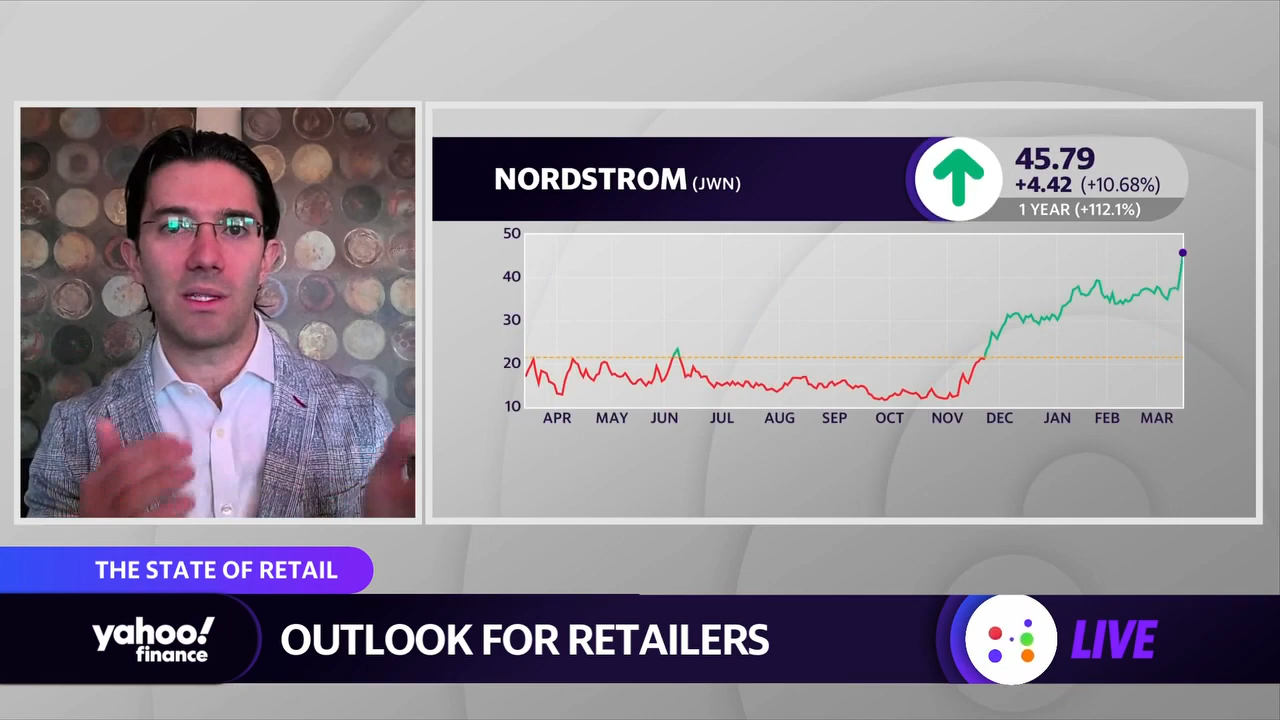 NORDSTROM (JWN)
45.79
+4.42 (+10.68%)
1 YEAR (+112.1%)
50
40
30
20
10
APR MAY JUN JUL AUG SEP OCT NOV DEC JAN FEB MAR
THE STATE OF RETAIL
yahoo!
finance
OUTLOOK FOR RETAILERS
LIVE